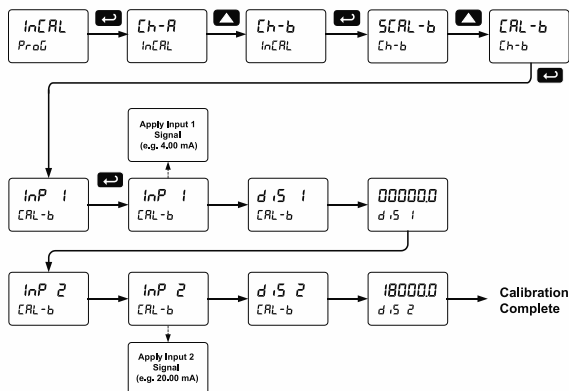 InCAL
ProG
Ch-A
InCAL
Ch-b
InCAL
SCAL-b
Ch-b
CAL-b
Ch-b
Apply Input 1
Signal
(e.g. 4.00 mA)
InP 1
CAL-b
InP 1
CAL-b
diS 1
CAL-b
00000.0
diS 1
InP 2
CAL-b
InP 2
CAL-b
diS 2
CAL-b
18000.0
diS 2
Calibration
Complete
Apply Input 2
Signal
(e.g. 20.00 mA)